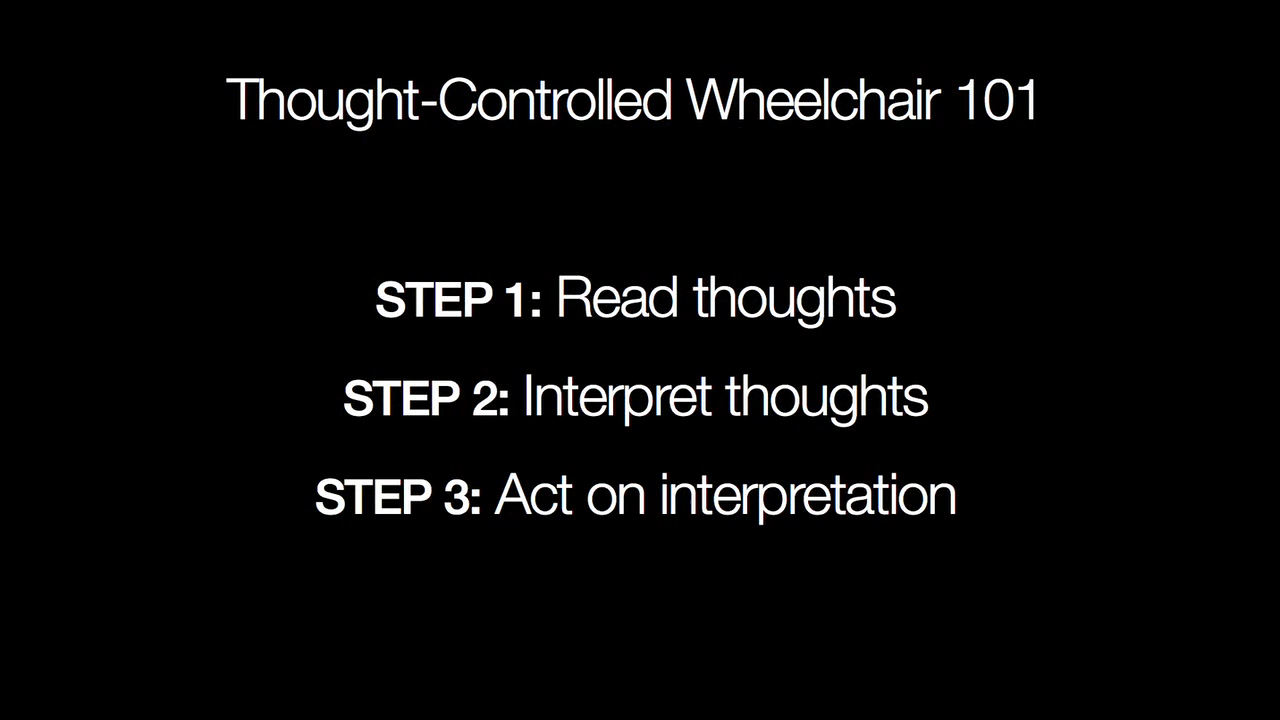 Thought-Controlled Wheelchair 101
STEP 1: Read thoughts
STEP 2: Interpret thoughts
STEP 3: Act on interpretation